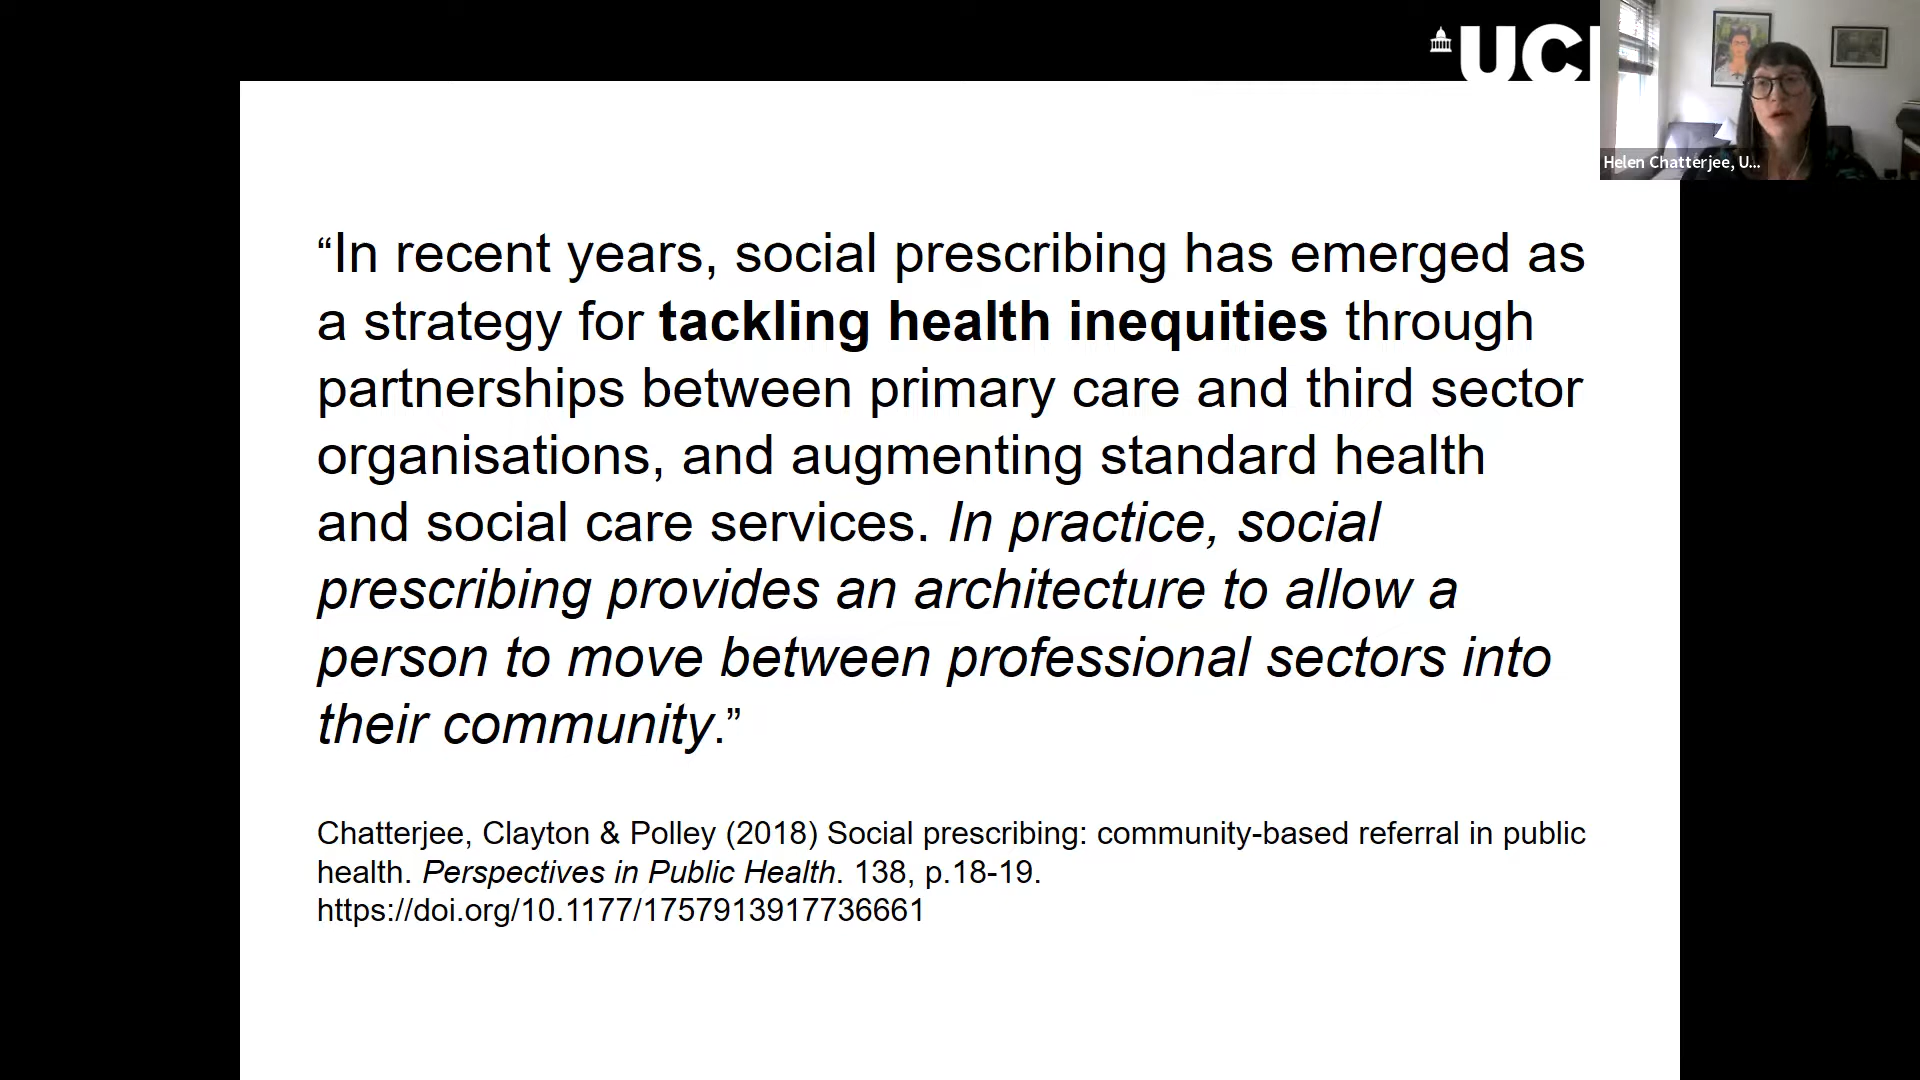 UCL
Helen Chatterjee, U...
“In recent years, social prescribing has emerged as
a strategy for tackling health inequities through
partnerships between primary care and third sector
organisations, and augmenting standard health
and social care services. In practice, social
prescribing provides an architecture to allow a
person to move between professional sectors into
their community.”
Chatterjee, Clayton & Polley (2018) Social prescribing: community-based referral in public
health. Perspectives in Public Health. 138, p.18-19.
https://doi.org/10.1177/1757913917736661